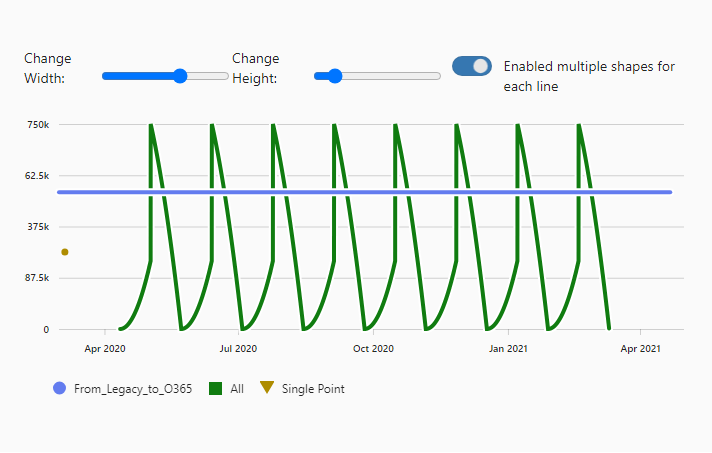 Change
Width:
Change
Height:
Enabled multiple shapes for
each line
750k
62.5k
375k
87.5k
0
Apr 2020
Jul 2020
Oct 2020
Jan 2021
Apr 2021
From_Legacy_to_O365
All
Single Point